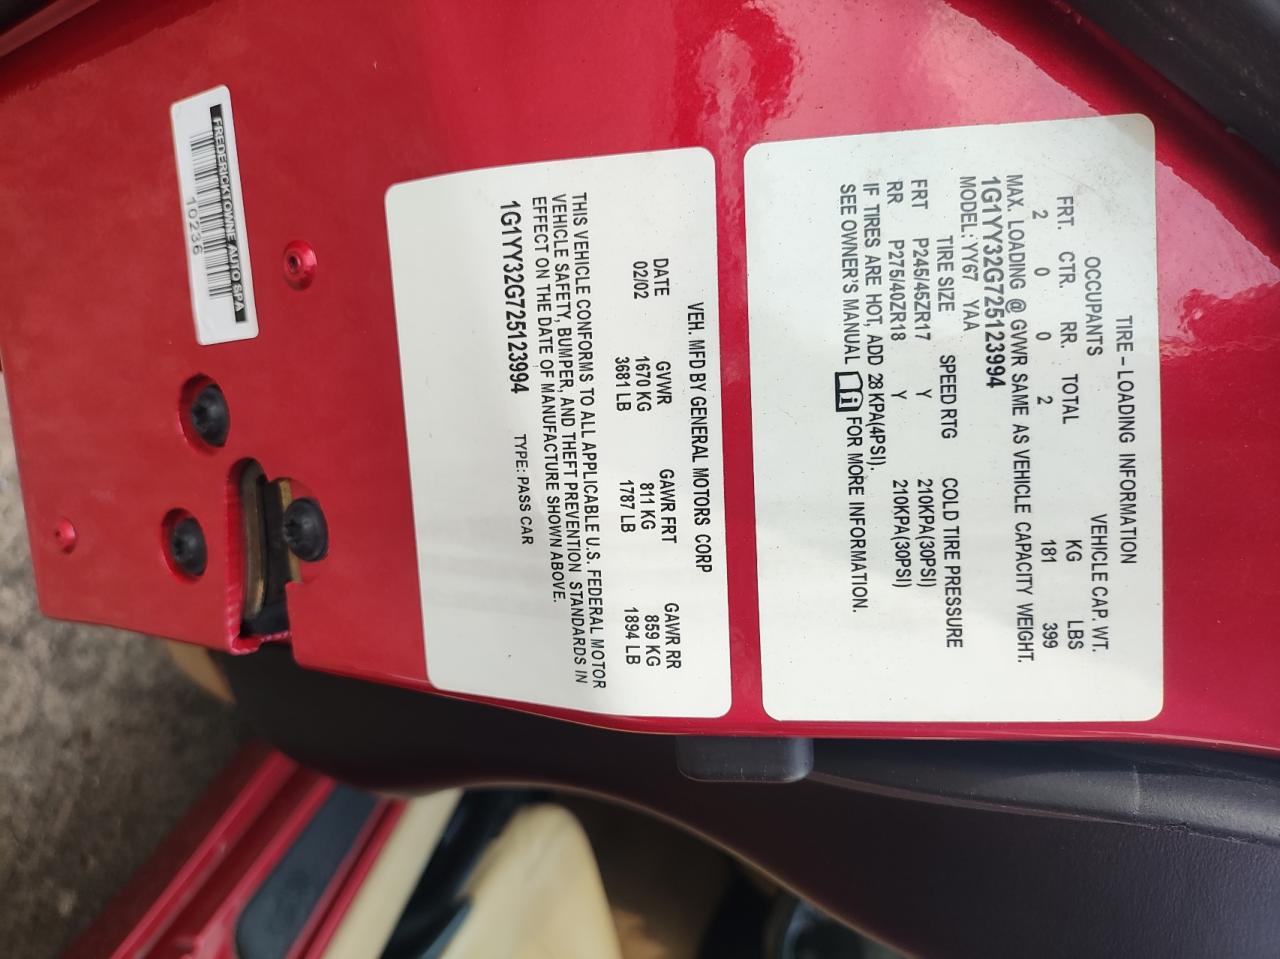 TIRE-LOADING INFORMATION
OCCUPANTS VEHICLE CAP. WT.
FRT. CTR. RR. TOTAL KG LBS
2 0 0 2 181 399
MAX. LOADING @ GVWR SAME AS VEHICLE CAPACITY WEIGHT.
1G1YY32G725123994
MODEL: YY67 YAA
TIRE SIZE SPEED RTG COLD TIRE PRESSURE
FRT P245/45ZR17 Y 210KPA(30PSI)
RR P275/40ZR18 Y 210KPA(30PSI)
IF TIRES ARE HOT, ADD 28 KPA(4PSI).
SEE OWNER'S MANUAL i FOR MORE INFORMATION.
VEH. MFD BY GENERAL MOTORS CORP
DATE GVWR GAWR FRT GAWR RR
02/02 1670 KG 811 KG 859 KG
3681 LB 1787 LB 1894 LB
THIS VEHICLE CONFORMS TO ALL APPLICABLE U.S. FEDERAL MOTOR
VEHICLE SAFETY, BUMPER, AND THEFT PREVENTION STANDARDS IN
EFFECT ON THE DATE OF MANUFACTURE SHOWN ABOVE.
1G1YY32G725123994 TYPE: PASS CAR
FREDERICKTOWNE AUTO SPA
10236